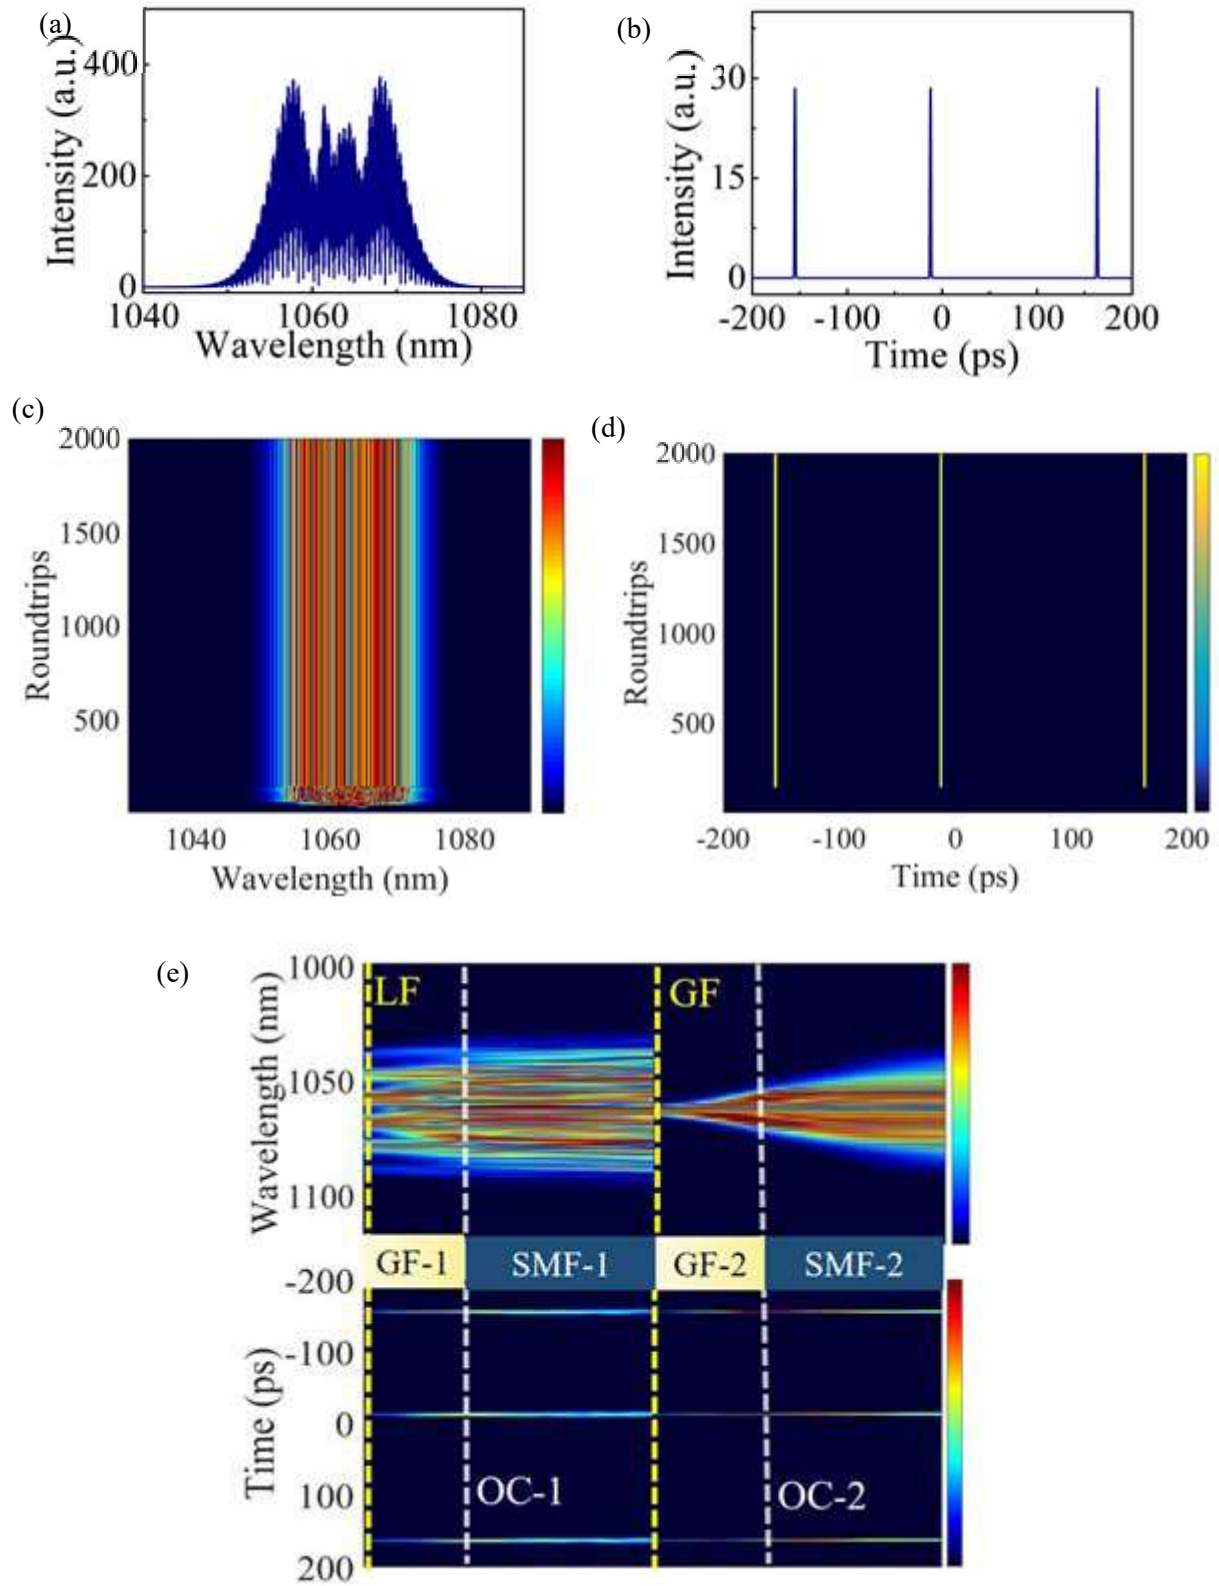 (a)
Intensity (a.u.)
400
200
0
1040 1060 1080
Wavelength (nm)
(b)
Intensity (a.u.)
30
15
0
-200 -100 0 100 200
Time (ps)
(c)
Roundtrips
2000
1500
1000
500
1040 1060 1080
Wavelength (nm)
(d)
Roundtrips
2000
1500
1000
500
-200 -100 0 100 200
Time (ps)
(e)
Wavelength (nm)
1000
1050
1100
LF GF
GF-1 SMF-1 GF-2 SMF-2
Time (ps)
-200
-100
0
100
200
OC-1 OC-2